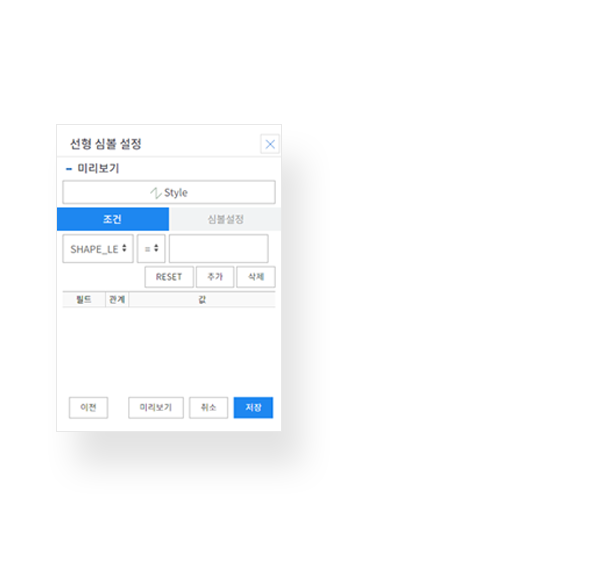 선형 심볼 설정
미리보기
Style
조건 심볼설정
SHAPE_LE =
RESET 추가 삭제
필드 관계 값
이전 미리보기 취소 저장